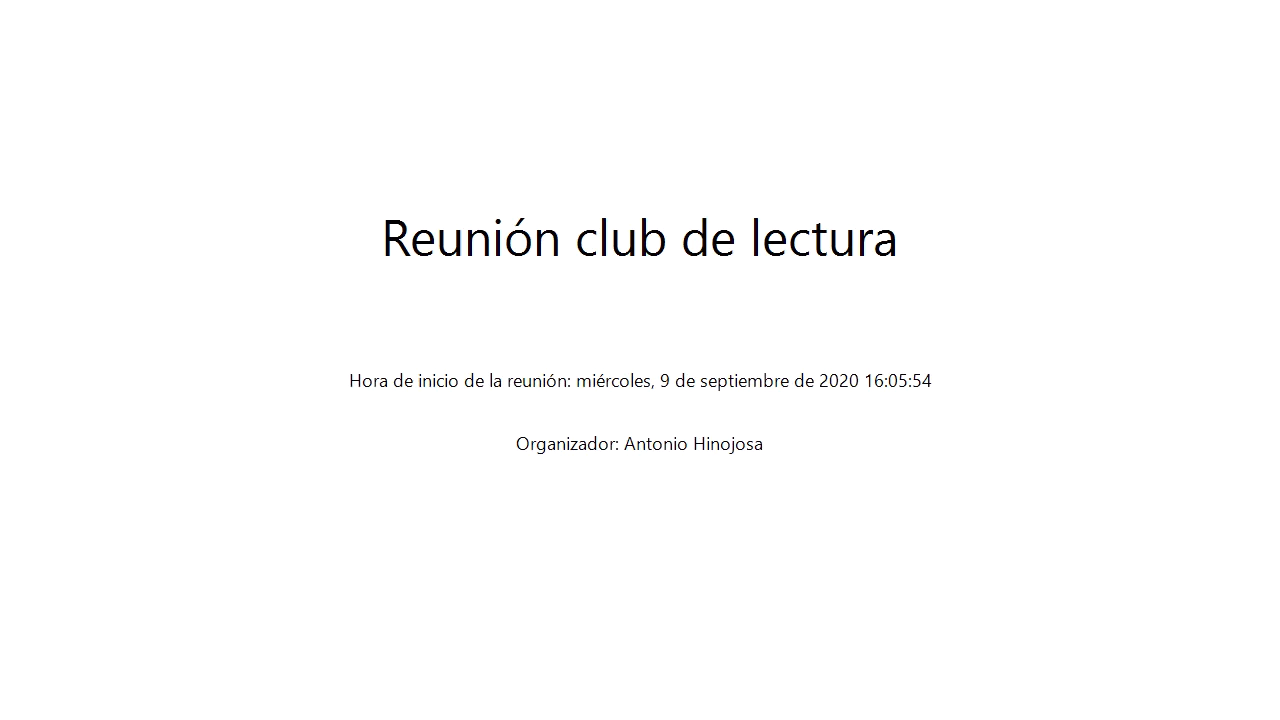 Reunión club de lectura
Hora de inicio de la reunión: miércoles, 9 de septiembre de 2020 16:05:54
Organizador: Antonio Hinojosa